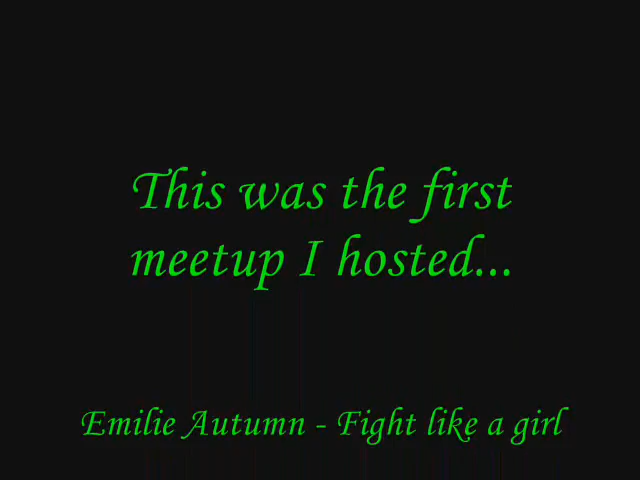 This was the first
meetup I hosted...
Emilie Autumn - Fight like a girl